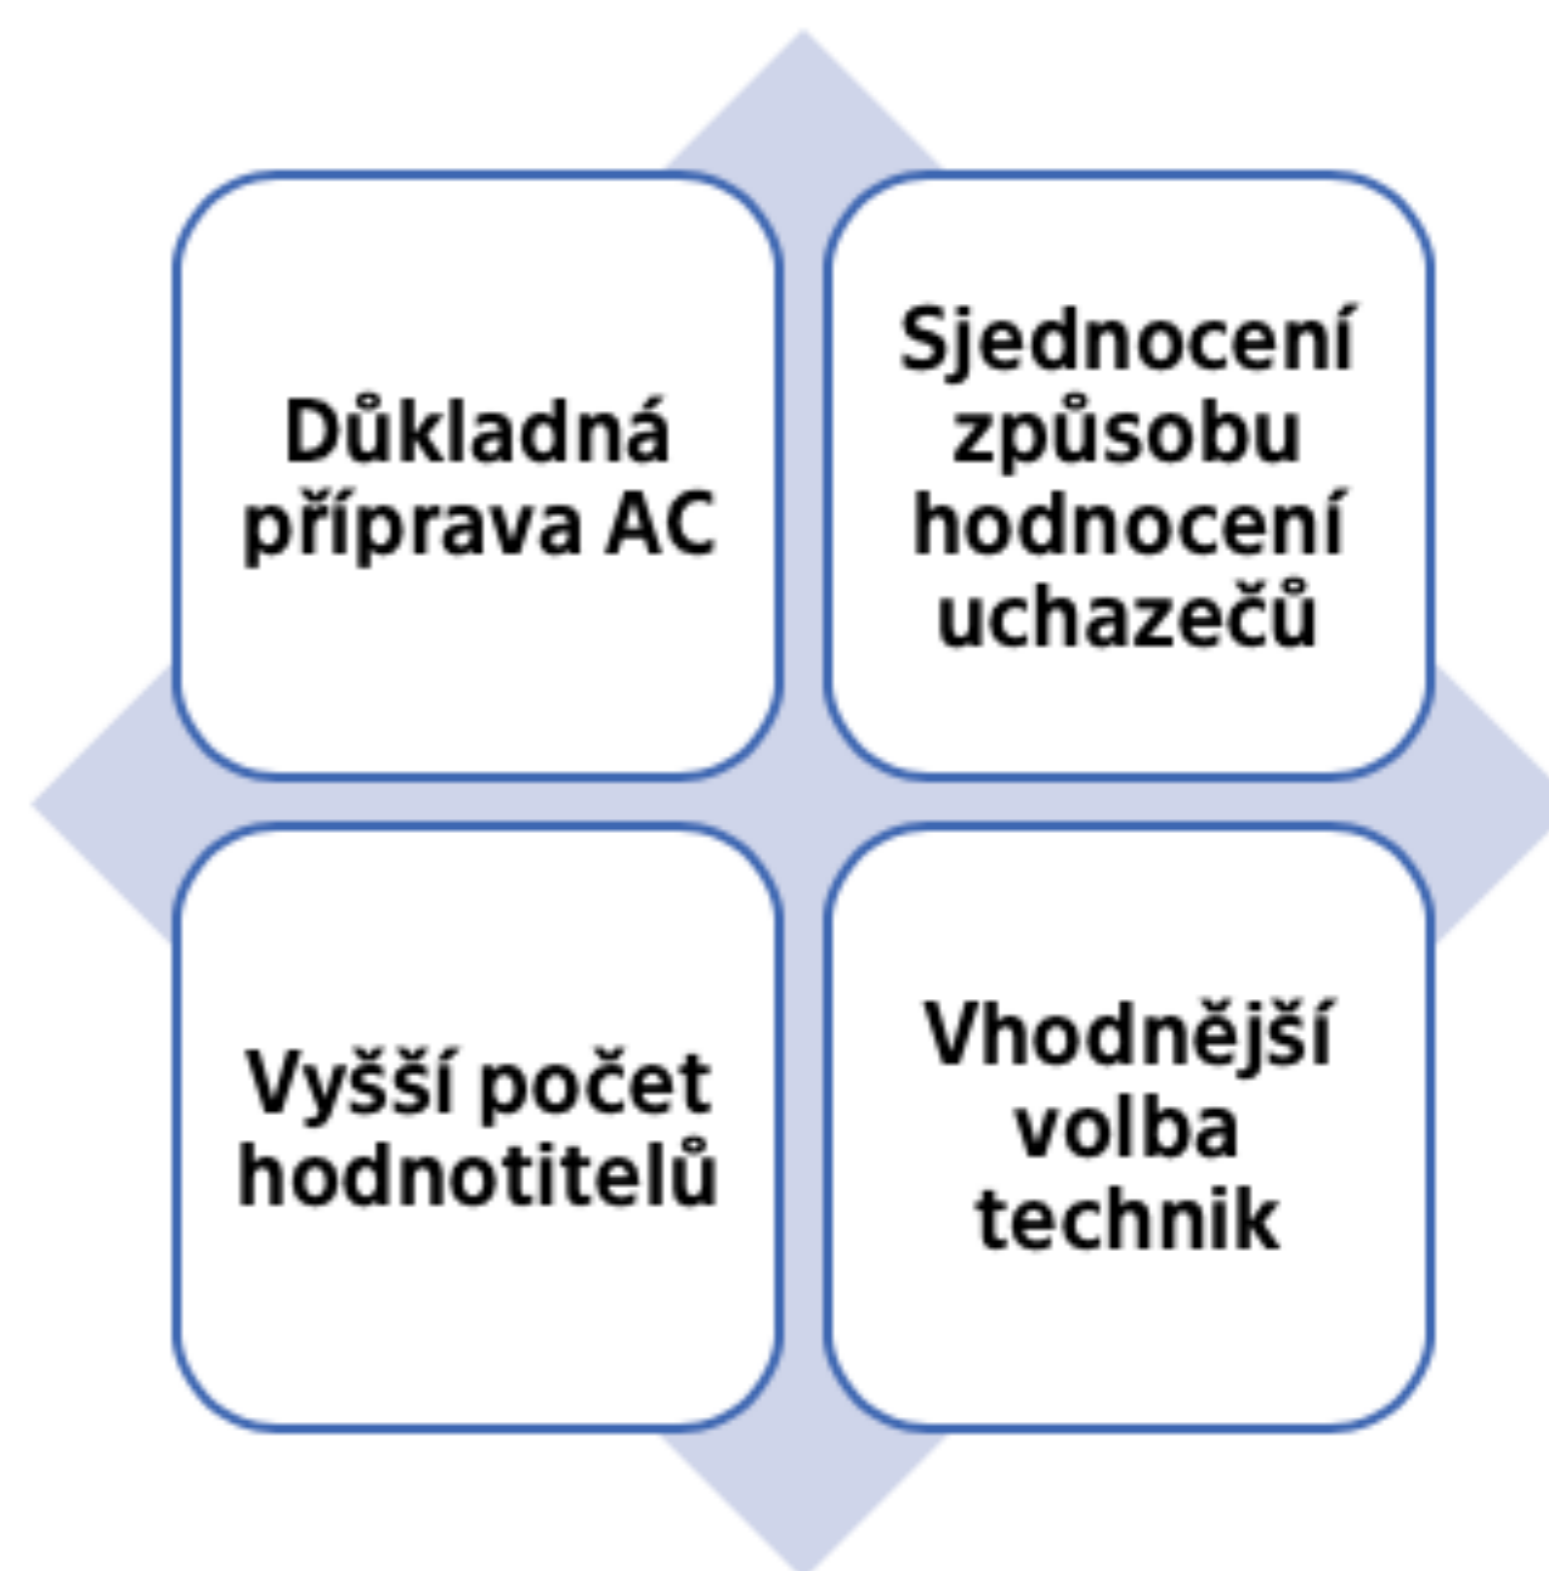 Důkladná
příprava AC
Sjednocení
způsobu
hodnocení
uchazečů
Vyšší počet
hodnotitelů
Vhodnější
volba
technik